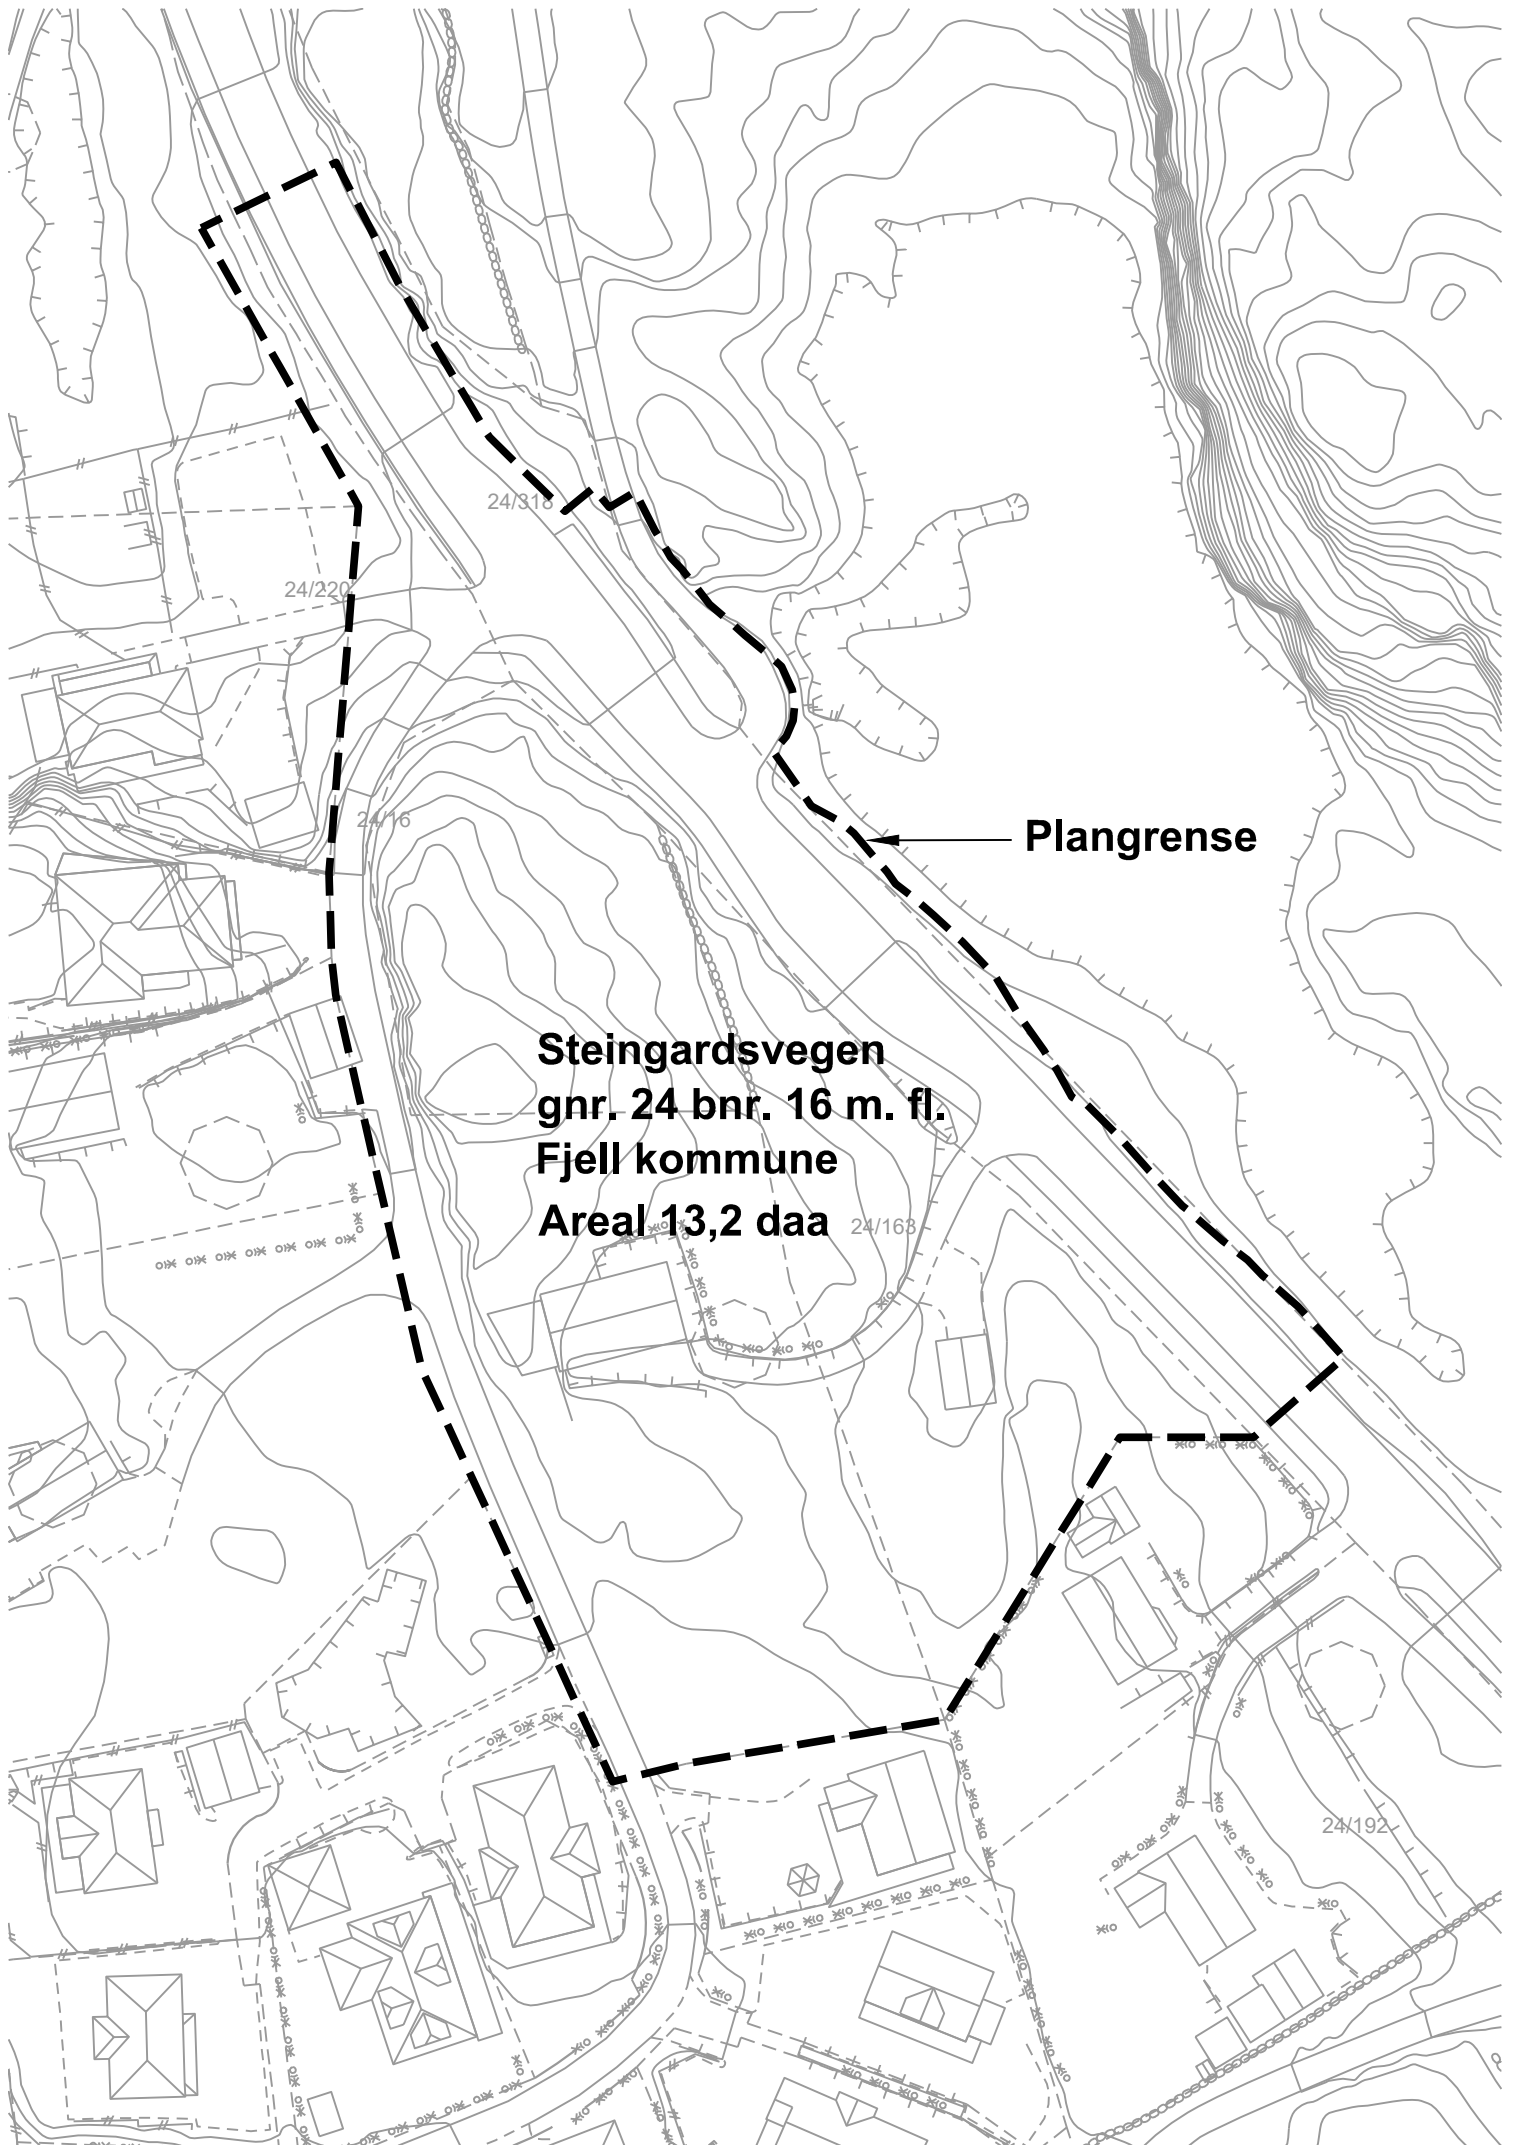 24/318
24/220
24/16
Plangrense
Steingardsvegen
gnr. 24 bnr. 16 m. fl.
Fjell kommune
Areal 13,2 daa
24/163
24/192